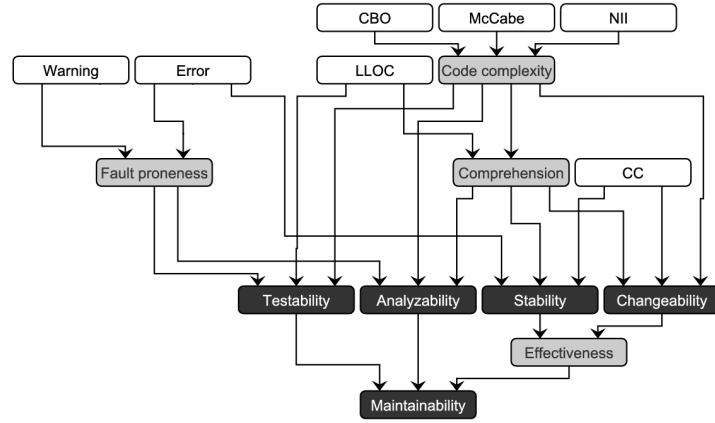 CBO
McCabe
NII
Warning
Error
LLOC
Code complexity
Fault proneness
Comprehension
CC
Testability
Analyzability
Stability
Changeability
Effectiveness
Maintainability